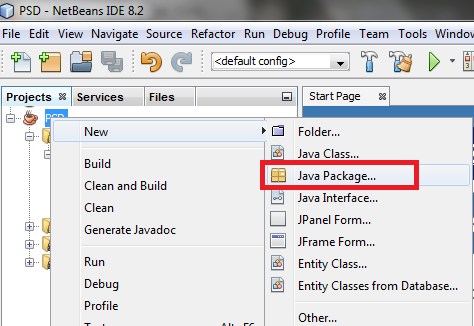 PSD - NetBeans IDE 8.2
File Edit View Navigate Source Refactor Run Debug Profile Team Tools Window
<default config>
Projects Services Files Start Page
PSD
New
Build
Clean and Build
Clean
Generate Javadoc
Run
Debug
Profile
Folder...
Java Class...
Java Package...
Java Interface...
JPanel Form...
JFrame Form...
Entity Class...
Entity Classes from Database...
Other...